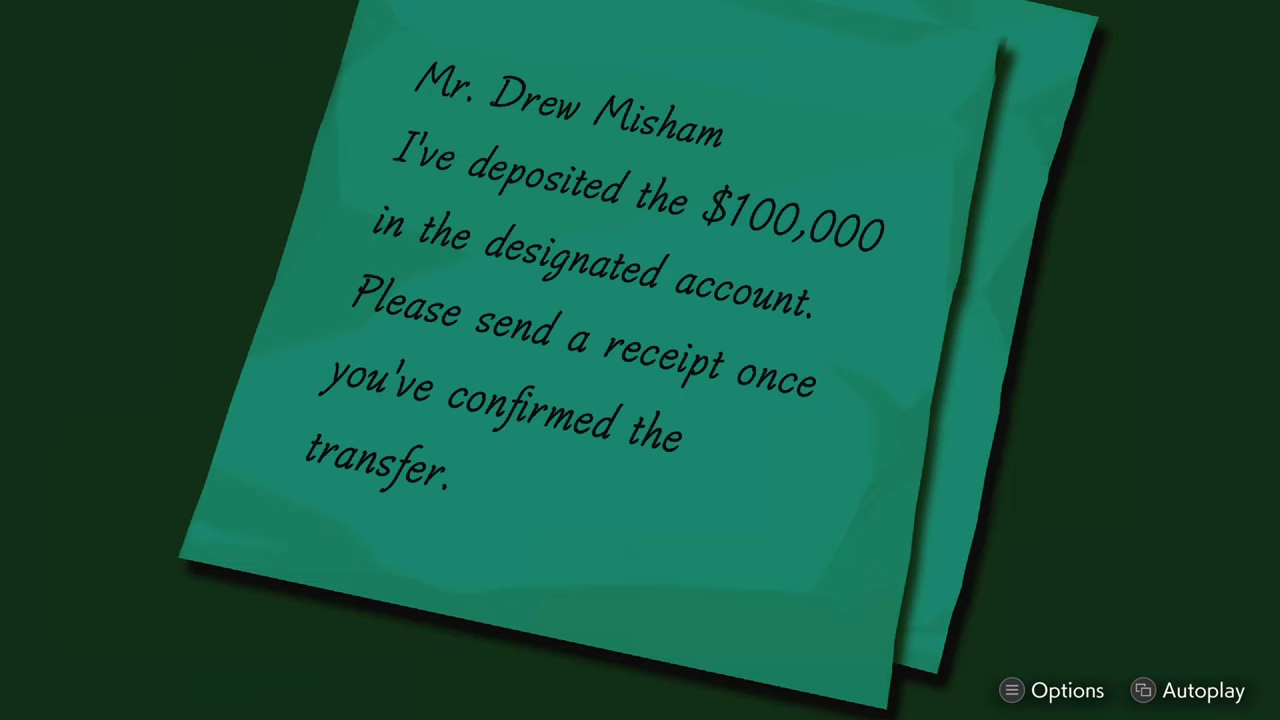 Mr. Drew Misham
I've deposited the $100,000
in the designated account.
Please send a receipt once
you've confirmed the
transfer.
Options
Autoplay